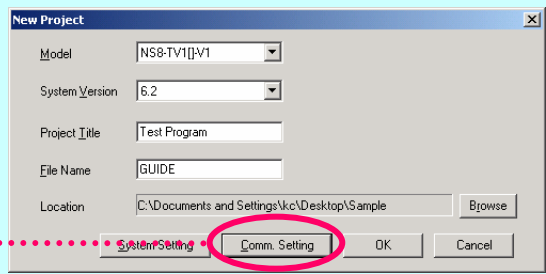 New Project
Model NS8-TV1[]-V1
System Version 6.2
Project Title Test Program
File Name GUIDE
Location C:\Documents and Settings\kc\Desktop\Sample Browse
System Setting Comm. Setting OK Cancel